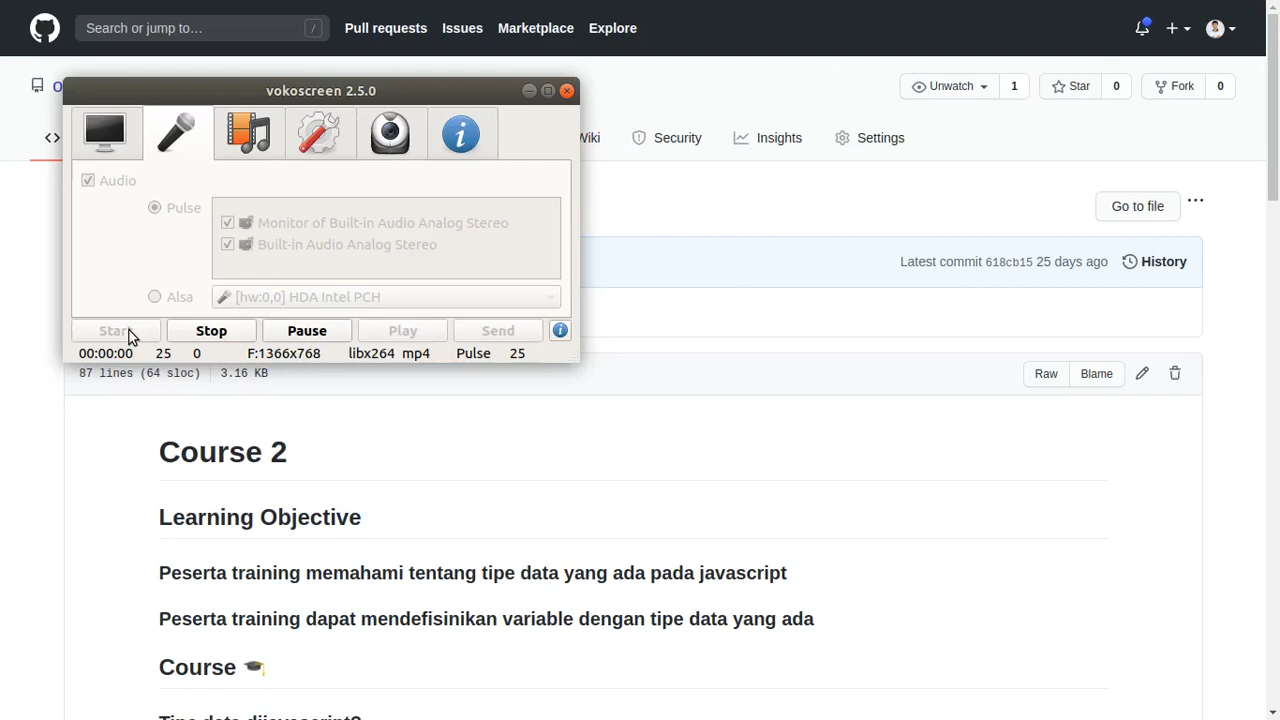 Search or jump to… /
Pull requests Issues Marketplace Explore
vokoscreen 2.5.0
Unwatch 1
Star 0
Fork 0
Wiki
Security
Insights
Settings
Audio
Pulse
Monitor of Built-in Audio Analog Stereo
Built-in Audio Analog Stereo
Alsa
[hw:0,0] HDA Intel PCH
Stop Pause Play Send
00:00:00 25 0 F:1366x768 libx264 mp4 Pulse 25
Go to file
Latest commit 618cb15 25 days ago History
87 lines (64 sloc) 3.16 KB
Raw Blame
Course 2
Learning Objective
Peserta training memahami tentang tipe data yang ada pada javascript
Peserta training dapat mendefisinikan variable dengan tipe data yang ada
Course 🎓
Tipe data dijavascript?